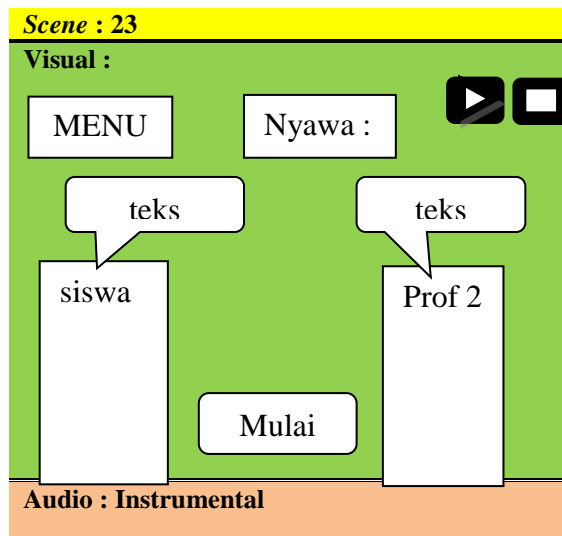 Scene : 23
Visual :
MENU
Nyawa :
teks
teks
siswa
Prof 2
Mulai
Audio : Instrumental